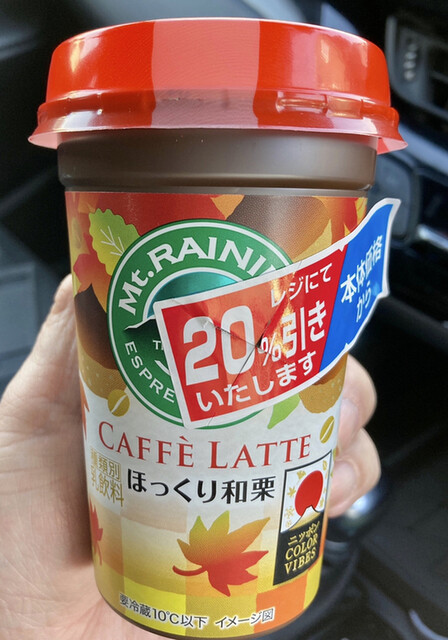 Mt.RAINI
ESPRE
本体価格
から
レジにて
20%引き
いたします
CAFFÈ LATTE
種類別
乳飲料
ほっくり和栗
ニッポン
COLOR
VIBES
要冷蔵10℃以下 イメージ図